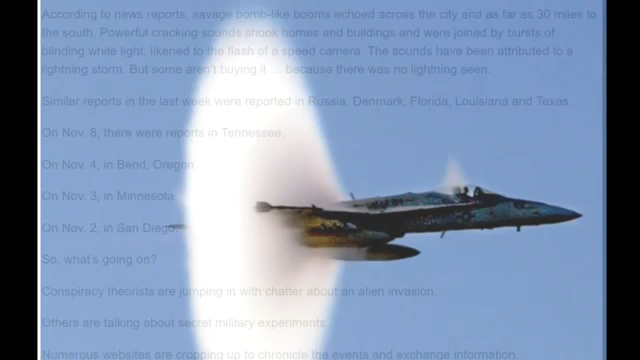 According to news reports, savage bomb-like booms echoed across the city and as far as 30 miles to
the south. Powerful cracking sounds shook homes and buildings and were joined by bursts of
blinding white light, likened to the flash of a speed camera. The sounds have been attributed to a
lightning storm. But some aren't buying it … because there was no lightning seen.
Similar reports in the last week were reported in Russia, Denmark, Florida, Louisiana and Texas.
On Nov. 8, there were reports in Tennessee.
On Nov. 4, in Bend, Oregon
On Nov. 3, in Minnesota.
On Nov. 2, in San Diego
So, what's going on?
Conspiracy theorists are jumping in with chatter about an alien invasion.
Others are talking about secret military experiments.
Numerous websites are cropping up to chronicle the events and exchange information.